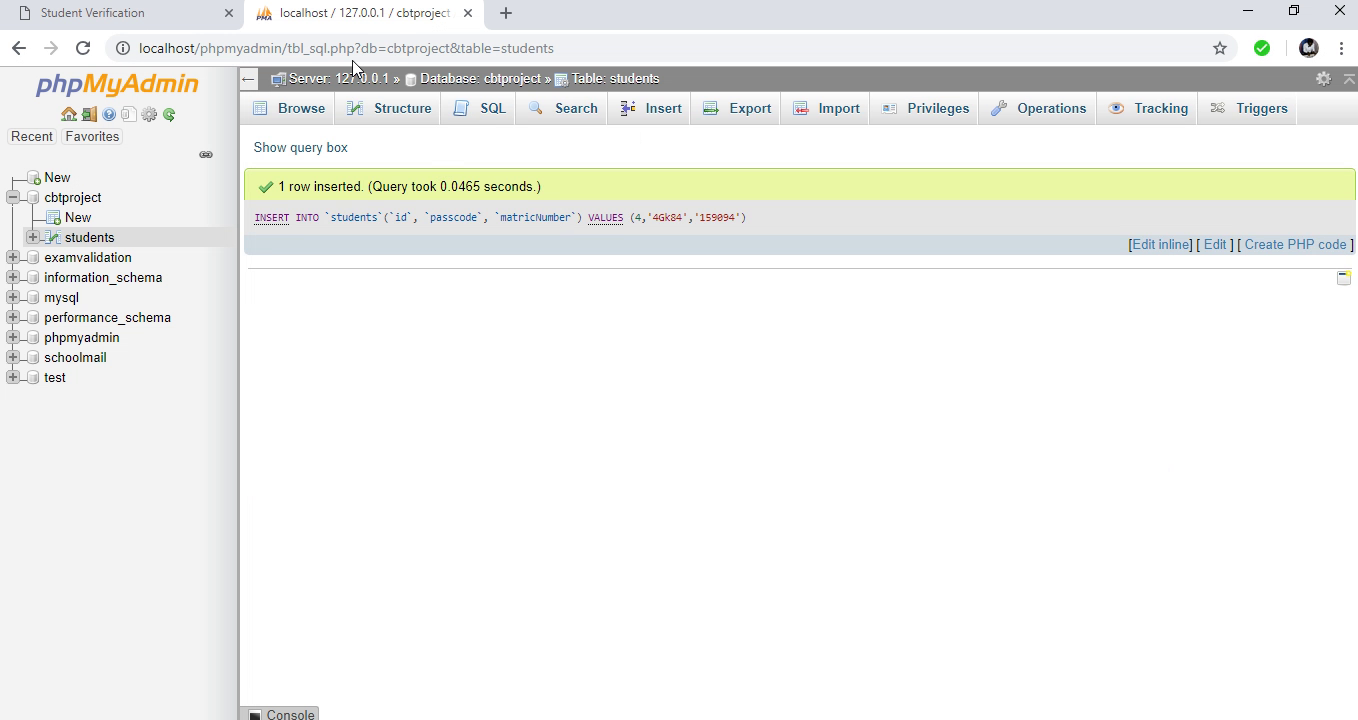 Student Verification
localhost / 127.0.0.1 / cbtproject
localhost/phpmyadmin/tbl_sql.php?db=cbtproject&table=students
phpMyAdmin
Server: 127.0.0.1 » Database: cbtproject » Table: students
Browse Structure SQL Search Insert Export Import Privileges Operations Tracking Triggers
Recent Favorites
Show query box
New
cbtproject
New
students
examvalidation
information_schema
mysql
performance_schema
phpmyadmin
schoolmail
test
1 row inserted. (Query took 0.0465 seconds.)
INSERT INTO `students`(`id`, `passcode`, `matricNumber`) VALUES (4,'4Gk84','159094')
[Edit inline] [ Edit ] [ Create PHP code ]
Console